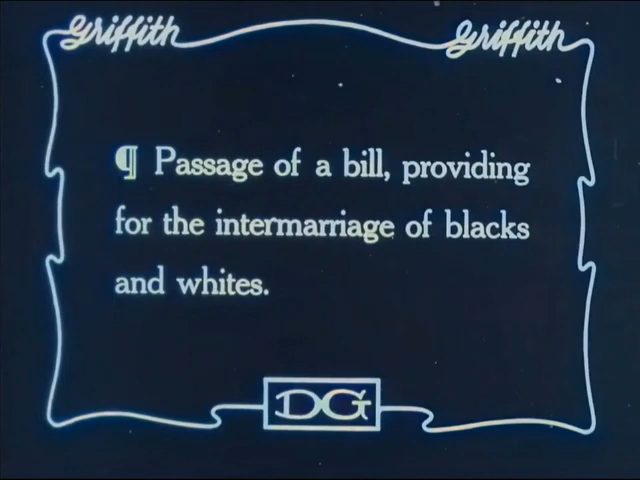 Griffith Griffith
¶ Passage of a bill, providing
for the intermarriage of blacks
and whites.
DG